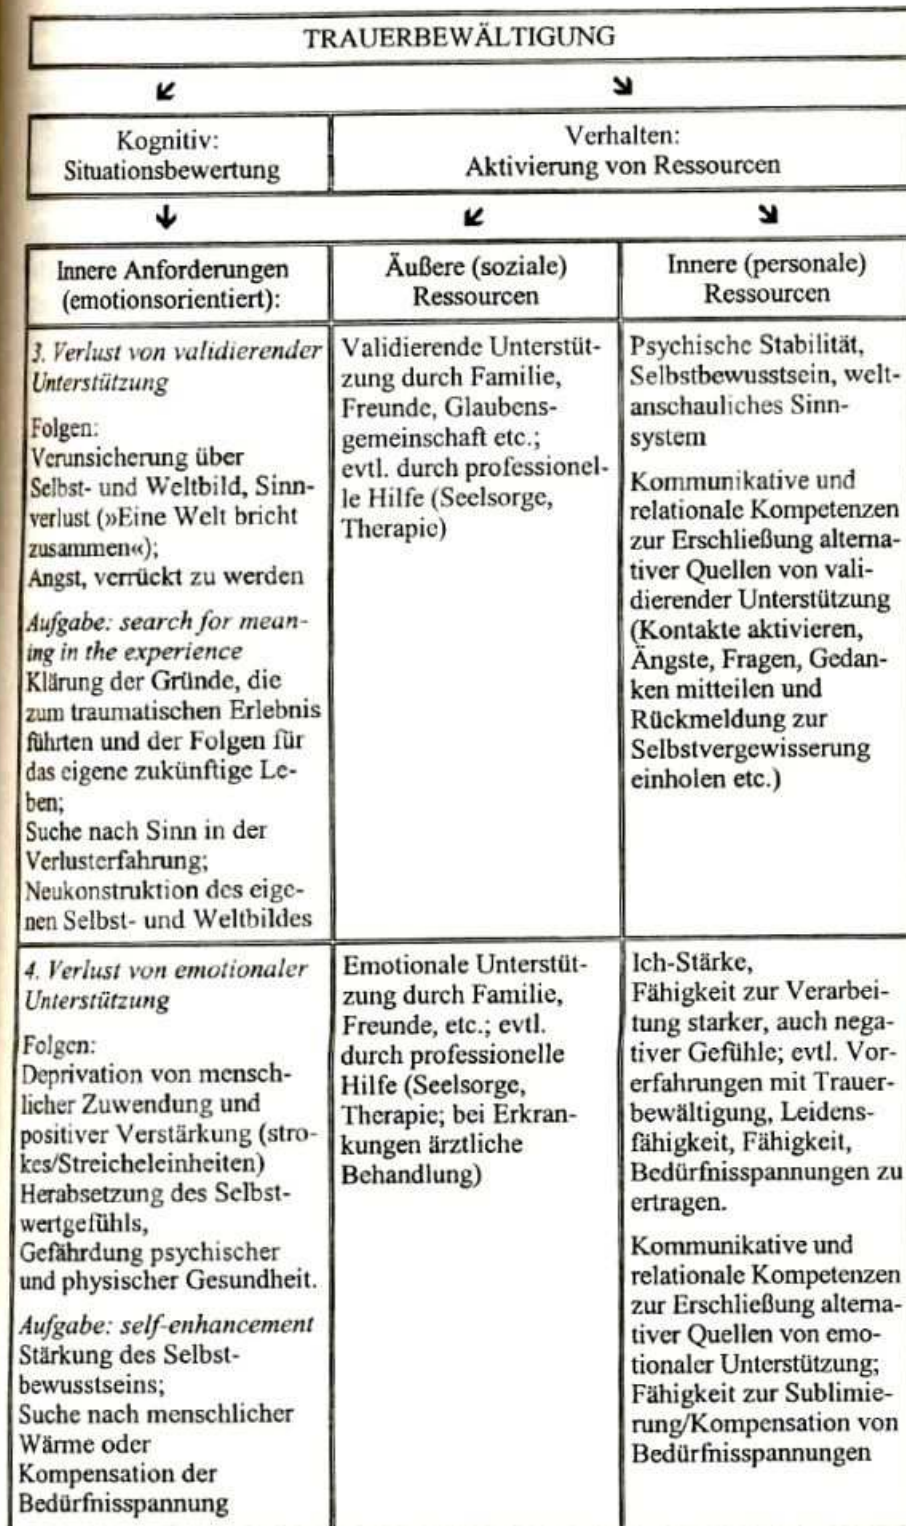 TRAUERBEWÄLTIGUNG
Kognitiv:
Situationsbewertung
Verhalten:
Aktivierung von Ressourcen
Innere Anforderungen
(emotionsorientiert):
Äußere (soziale)
Ressourcen
Innere (personale)
Ressourcen
3. Verlust von validierender
Unterstützung
Folgen:
Verunsicherung über
Selbst- und Weltbild, Sinn-
verlust (»Eine Welt bricht
zusammen«);
Angst, verrückt zu werden
Aufgabe: search for mean-
ing in the experience
Klärung der Gründe, die
zum traumatischen Erlebnis
führten und der Folgen für
das eigene zukünftige Le-
ben;
Suche nach Sinn in der
Verlusterfahrung;
Neukonstruktion des eige-
nen Selbst- und Weltbildes
Validierende Unterstüt-
zung durch Familie,
Freunde, Glaubens-
gemeinschaft etc.;
evtl. durch professionel-
le Hilfe (Seelsorge,
Therapie)
Psychische Stabilität,
Selbstbewusstsein, welt-
anschauliches Sinn-
system
Kommunikative und
relationale Kompetenzen
zur Erschließung alterna-
tiver Quellen von vali-
dierender Unterstützung
(Kontakte aktivieren,
Ängste, Fragen, Gedan-
ken mitteilen und
Rückmeldung zur
Selbstvergewisserung
einholen etc.)
4. Verlust von emotionaler
Unterstützung
Folgen:
Deprivation von mensch-
licher Zuwendung und
positiver Verstärkung (stro-
kes/Streicheleinheiten)
Herabsetzung des Selbst-
wertgefühls,
Gefährdung psychischer
und physischer Gesundheit.
Aufgabe: self-enhancement
Stärkung des Selbst-
bewusstseins;
Suche nach menschlicher
Wärme oder
Kompensation der
Bedürfnisspannung
Emotionale Unterstüt-
zung durch Familie,
Freunde, etc.; evtl.
durch professionelle
Hilfe (Seelsorge,
Therapie; bei Erkran-
kungen ärztliche
Behandlung)
Ich-Stärke,
Fähigkeit zur Verarbei-
tung starker, auch nega-
tiver Gefühle; evtl. Vor-
erfahrungen mit Trauer-
bewältigung, Leidens-
fähigkeit, Fähigkeit,
Bedürfnisspannungen zu
ertragen.
Kommunikative und
relationale Kompetenzen
zur Erschließung alterna-
tiver Quellen von emo-
tionaler Unterstützung;
Fähigkeit zur Sublimie-
rung/Kompensation von
Bedürfnisspannungen